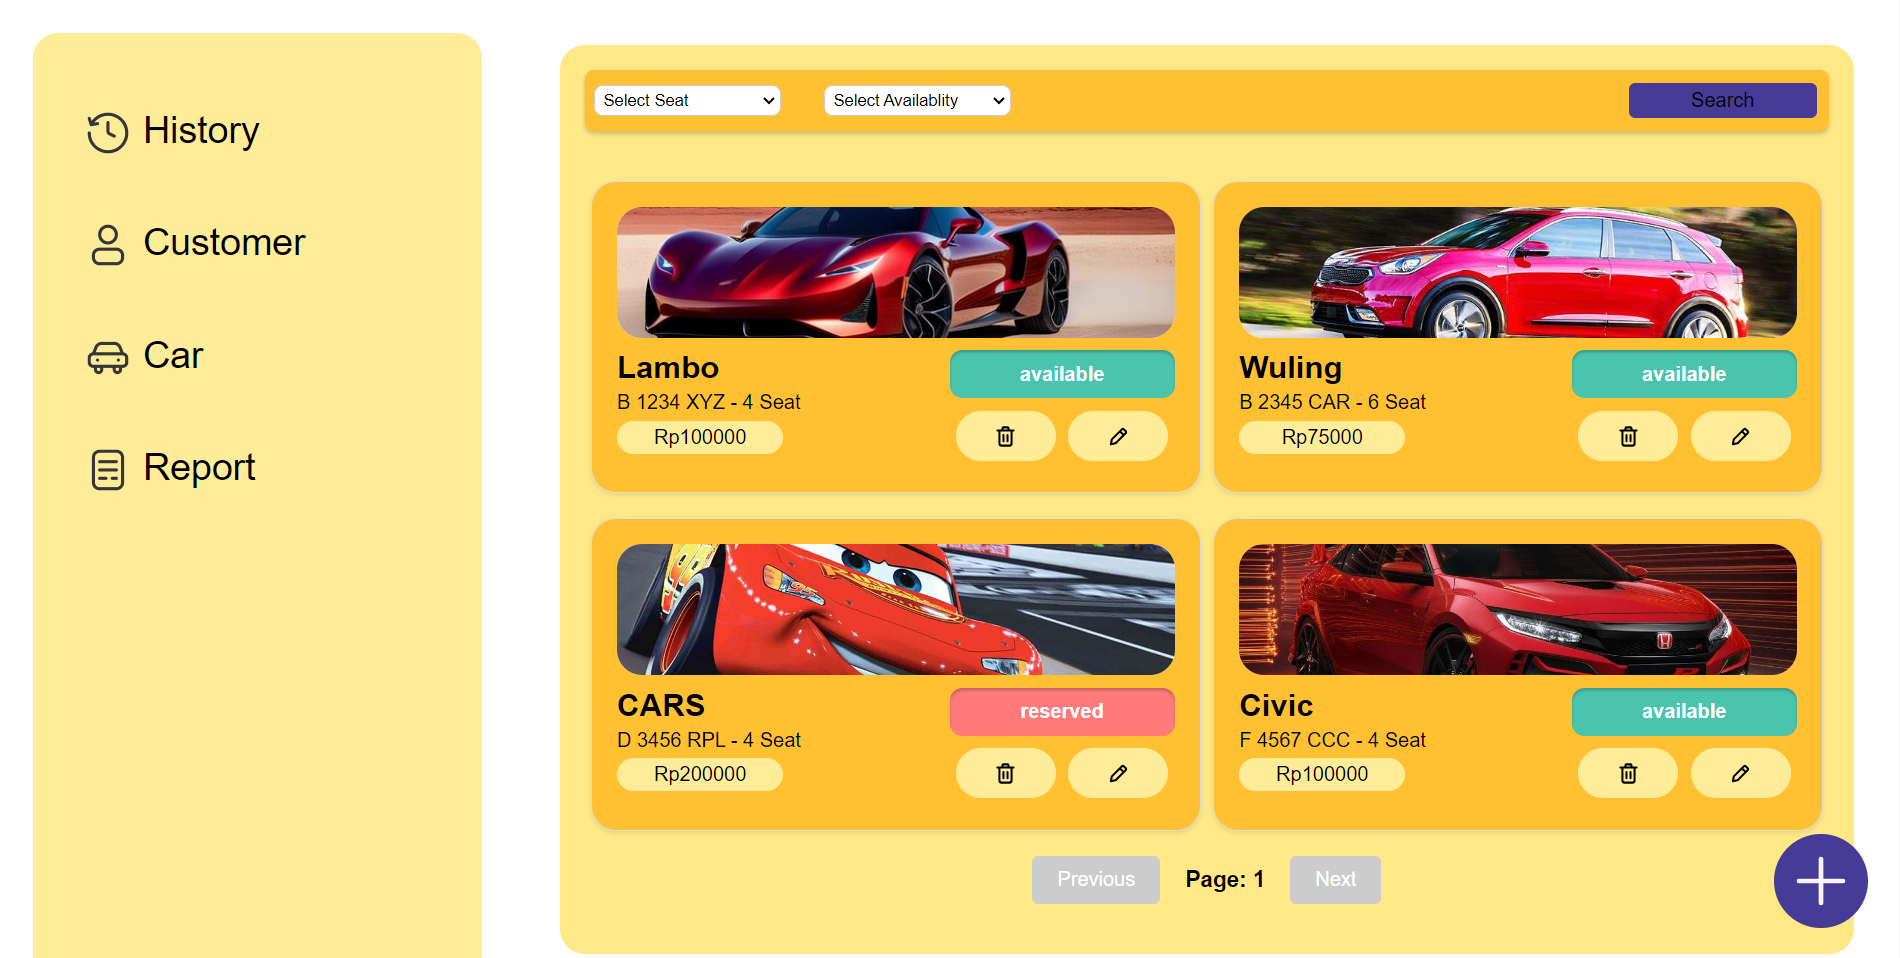 History
Customer
Car
Report
Select Seat
Select Availablity
Search
Lambo
available
B 1234 XYZ - 4 Seat
Rp100000
Wuling
available
B 2345 CAR - 6 Seat
Rp75000
95
CARS
reserved
D 3456 RPL - 4 Seat
Rp200000
Civic
available
F 4567 CCC - 4 Seat
Rp100000
Previous
Page: 1
Next